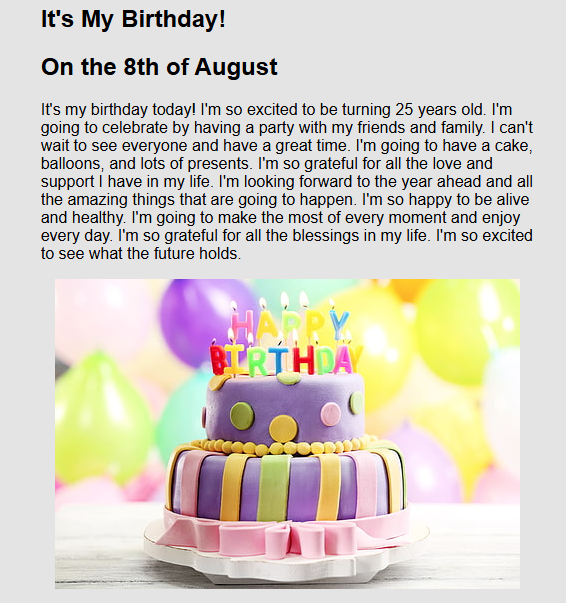 It's My Birthday!
On the 8th of August
It's my birthday today! I'm so excited to be turning 25 years old. I'm
going to celebrate by having a party with my friends and family. I can't
wait to see everyone and have a great time. I'm going to have a cake,
balloons, and lots of presents. I'm so grateful for all the love and
support I have in my life. I'm looking forward to the year ahead and all
the amazing things that are going to happen. I'm so happy to be alive
and healthy. I'm going to make the most of every moment and enjoy
every day. I'm so grateful for all the blessings in my life. I'm so excited
to see what the future holds.
HAPPY
BIRTHDAY